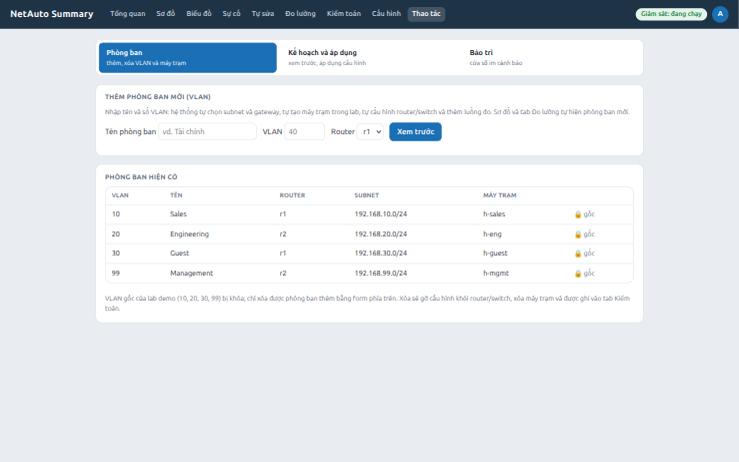 NetAuto Summary Tổng quan Sơ đồ Biểu đồ Sự cố Tự sửa Đo lường Kiểm toán Cấu hình Thao tác Giám sát: đang chạy A
Phòng ban Kế hoạch và áp dụng Bảo trì
thêm, xóa VLAN và máy trạm xem trước, áp dụng cấu hình cửa sổ im cảnh báo
THÊM PHÒNG BAN MỚI (VLAN)
Nhập tên và số VLAN: hệ thống tự chọn subnet và gateway, tự tạo máy trạm trong lab, tự cấu hình router/switch và thêm luồng đo. Sơ đồ và tab Đo lường tự hiện phòng ban mới.
Tên phòng ban vd. Tài chính VLAN 40 Router r1 Xem trước
PHÒNG BAN HIỆN CÓ
VLAN TÊN ROUTER SUBNET MÁY TRẠM
10 Sales r1 192.168.10.0/24 h-sales gốc
20 Engineering r2 192.168.20.0/24 h-eng gốc
30 Guest r1 192.168.30.0/24 h-guest gốc
99 Management r2 192.168.99.0/24 h-mgmt gốc
VLAN gốc của lab demo (10, 20, 30, 99) bị khóa; chỉ xóa được phòng ban thêm bằng form phía trên. Xóa sẽ gỡ cấu hình khỏi router/switch, xóa máy trạm và được ghi vào tab Kiểm
toán.